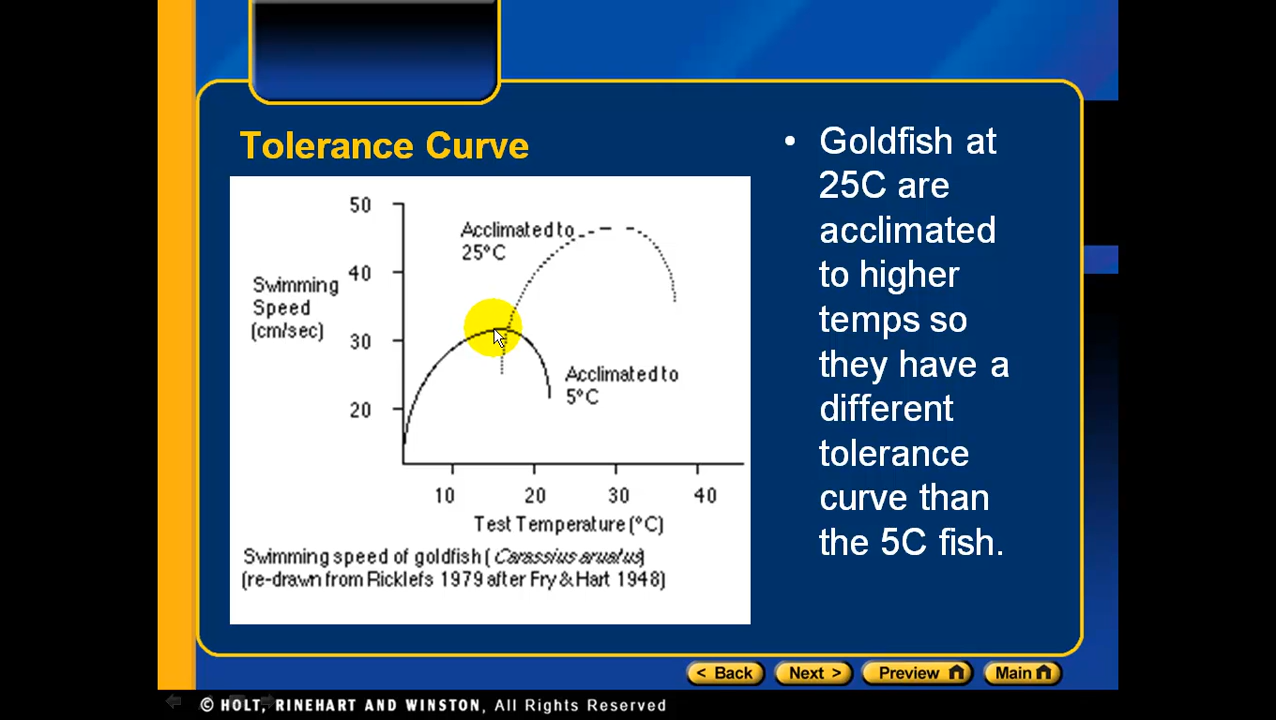 Tolerance Curve
50
40
30
20
Swimming
Speed
(cm/sec)
Acclimated to
25°C
Acclimated to
5°C
10 20 30 40
Test Temperature (°C)
Swimming speed of goldfish ( Carassius aruatus)
(re-drawn from Ricklefs 1979 after Fry & Hart 1948)
• Goldfish at
25C are
acclimated
to higher
temps so
they have a
different
tolerance
curve than
the 5C fish.
< Back Next > Preview Main
© HOLT, RINEHART AND WINSTON, All Rights Reserved